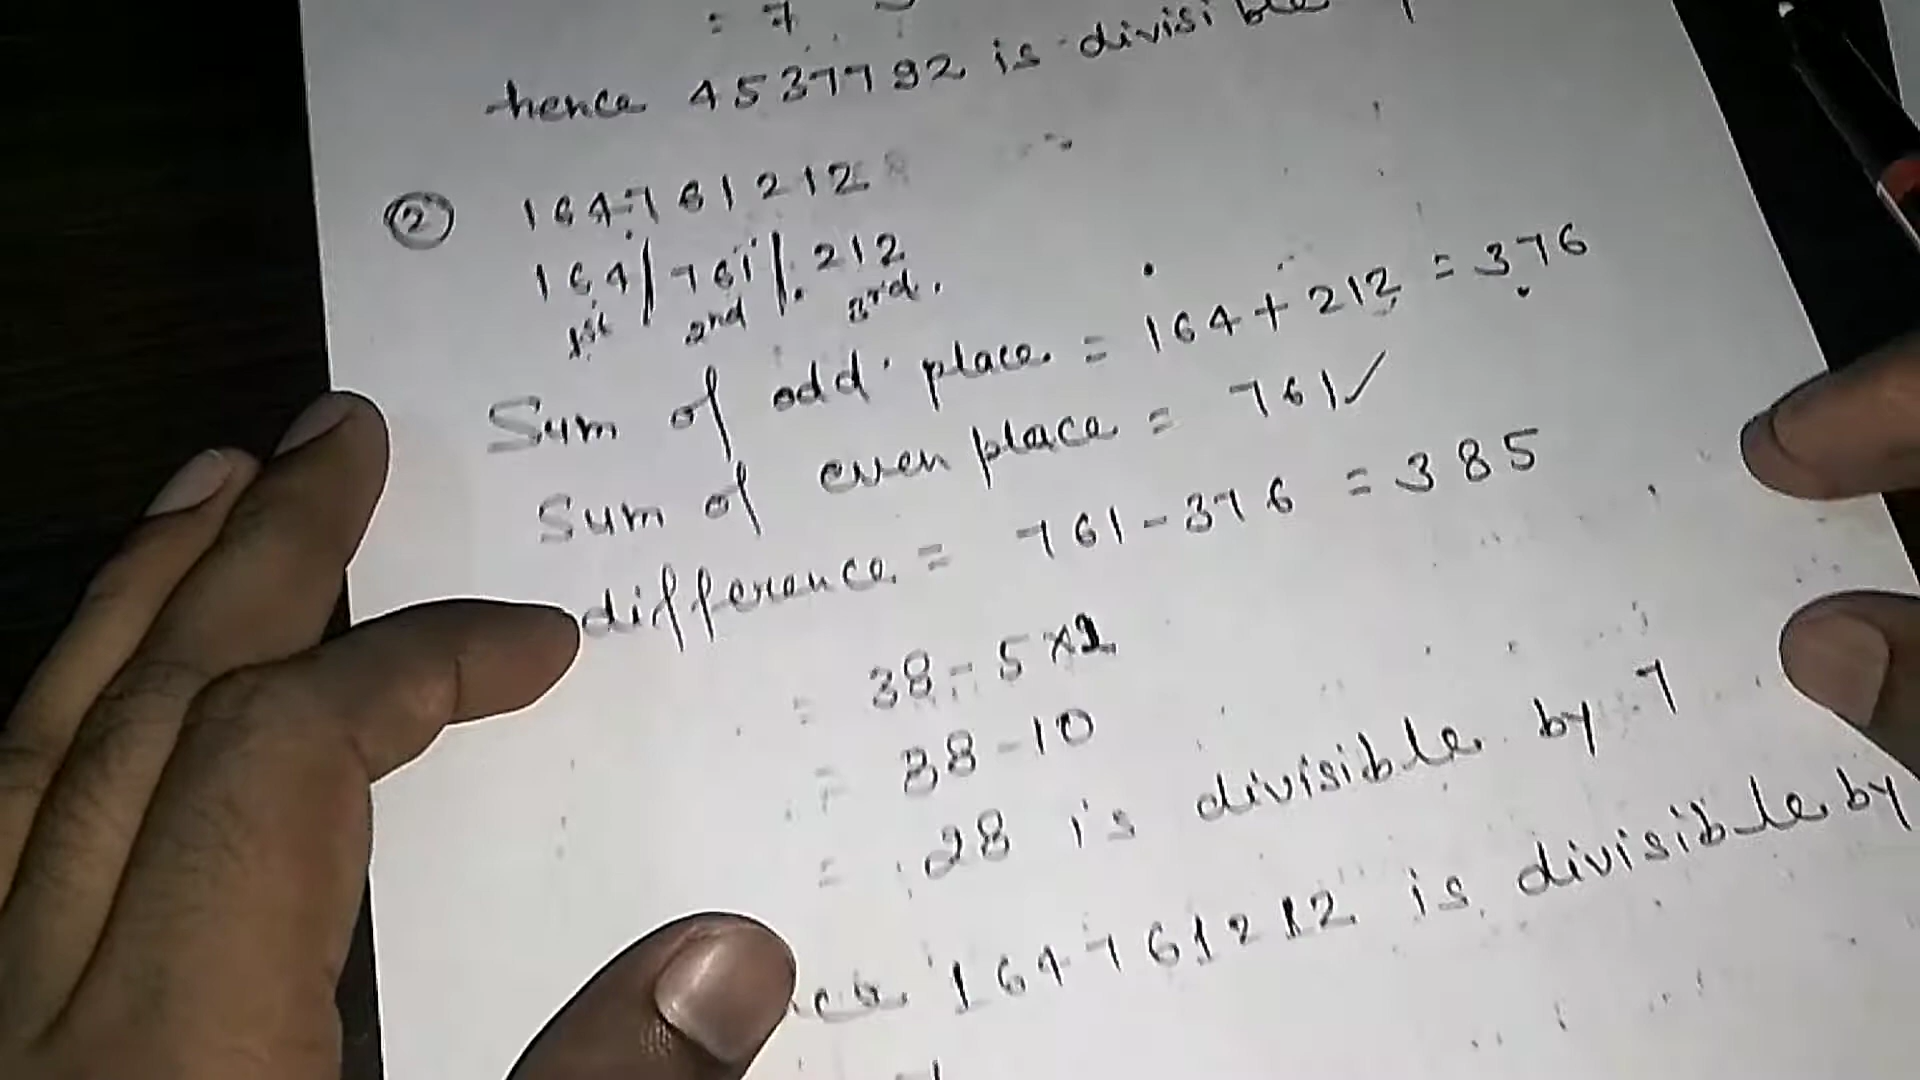 = 7
hence 4537792 is divisible
② 164761212
164 | 761 | 212
1st 2nd 3rd.
Sum of odd place = 164 + 212 = 376
Sum of even place = 761 ✓
difference = 761 - 376 = 385
= 38 - 5 × 2
= 38 - 10
= 28 is divisible by 7
164761212 is divisible by